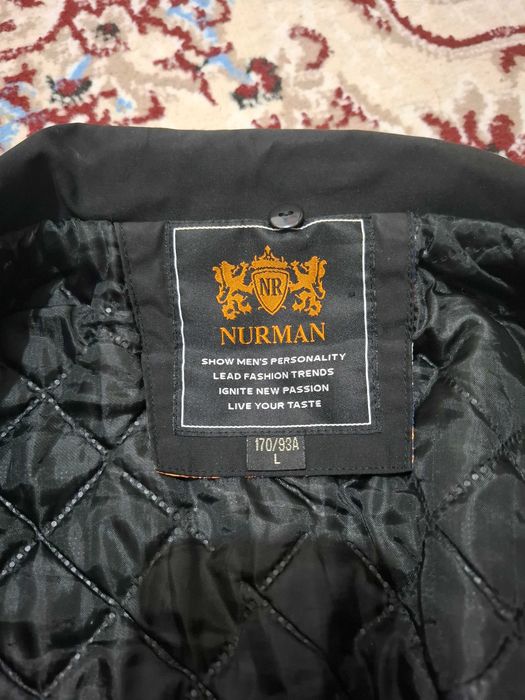 NR
NURMAN
SHOW MEN'S PERSONALITY
LEAD FASHION TRENDS
IGNITE NEW PASSION
LIVE YOUR TASTE
170/93A
L